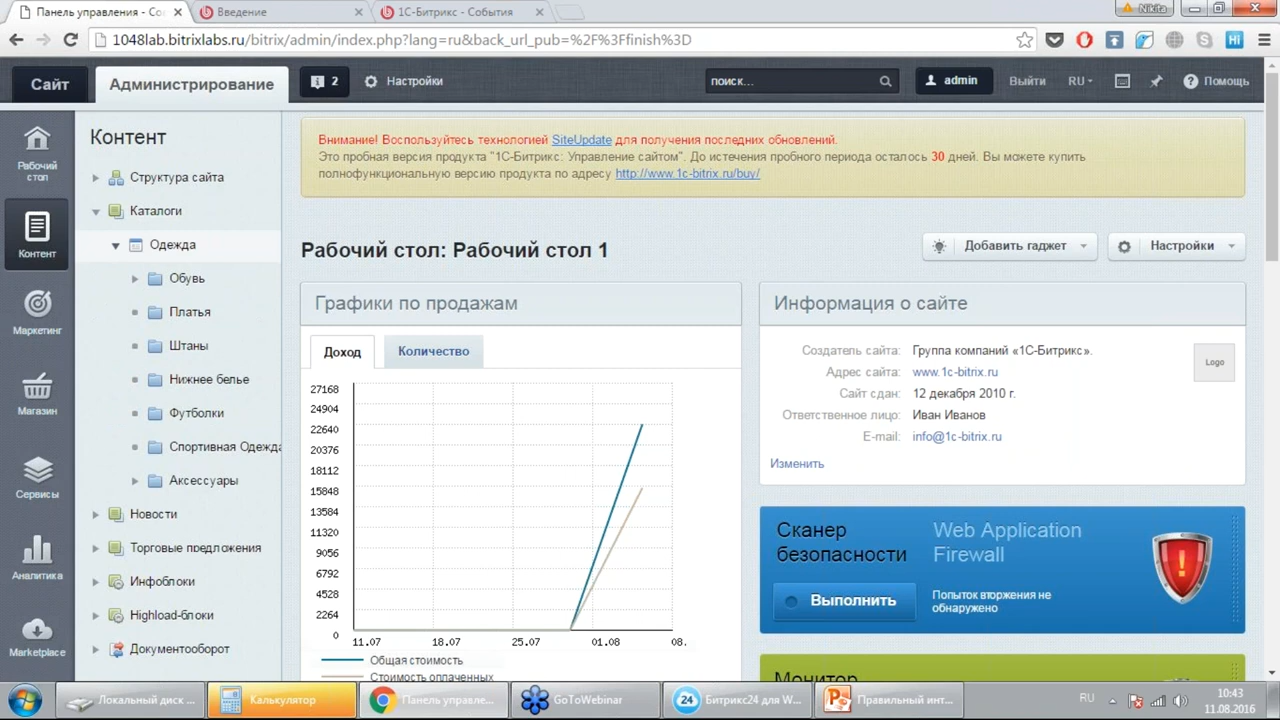 Панель управления - Со
Введение
1С-Битрикс - События
Nikita
1048lab.bitrixlabs.ru/bitrix/admin/index.php?lang=ru&back_url_pub=%2F%3Ffinish%3D
Сайт
Администрирование
2
Настройки
поиск...
admin
Выйти
RU
Помощь
Рабочий
стол
Контент
Маркетинг
Магазин
Сервисы
Аналитика
Marketplace
Контент
Структура сайта
Каталоги
Одежда
Обувь
Платья
Штаны
Нижнее белье
Футболки
Спортивная Одежда
Аксессуары
Новости
Торговые предложения
Инфоблоки
Highload-блоки
Документооборот
Внимание! Воспользуйтесь технологией SiteUpdate для получения последних обновлений.
Это пробная версия продукта "1С-Битрикс: Управление сайтом". До истечения пробного периода осталось 30 дней. Вы можете купить
полнофункциональную версию продукта по адресу http://www.1c-bitrix.ru/buy/
Рабочий стол: Рабочий стол 1
Добавить гаджет
Настройки
Графики по продажам
Доход
Количество
27168
24904
22640
20376
18112
15848
13584
11320
9056
6792
4528
2264
0
11.07
18.07
25.07
01.08
08.
Общая стоимость
Стоимость оплаченных
Информация о сайте
Создатель сайта: Группа компаний «1С-Битрикс».
Адрес сайта: www.1c-bitrix.ru
Сайт сдан: 12 декабря 2010 г.
Ответственное лицо: Иван Иванов
E-mail: info@1c-bitrix.ru
Logo
Изменить
Сканер
безопасности
Web Application
Firewall
Выполнить
Попыток вторжения не
обнаружено
Монитор
Локальный диск ...
Калькулятор
Панель управле...
GoToWebinar
24
Битрикс24 для W...
Правильный инт...
RU
10:43
11.08.2016